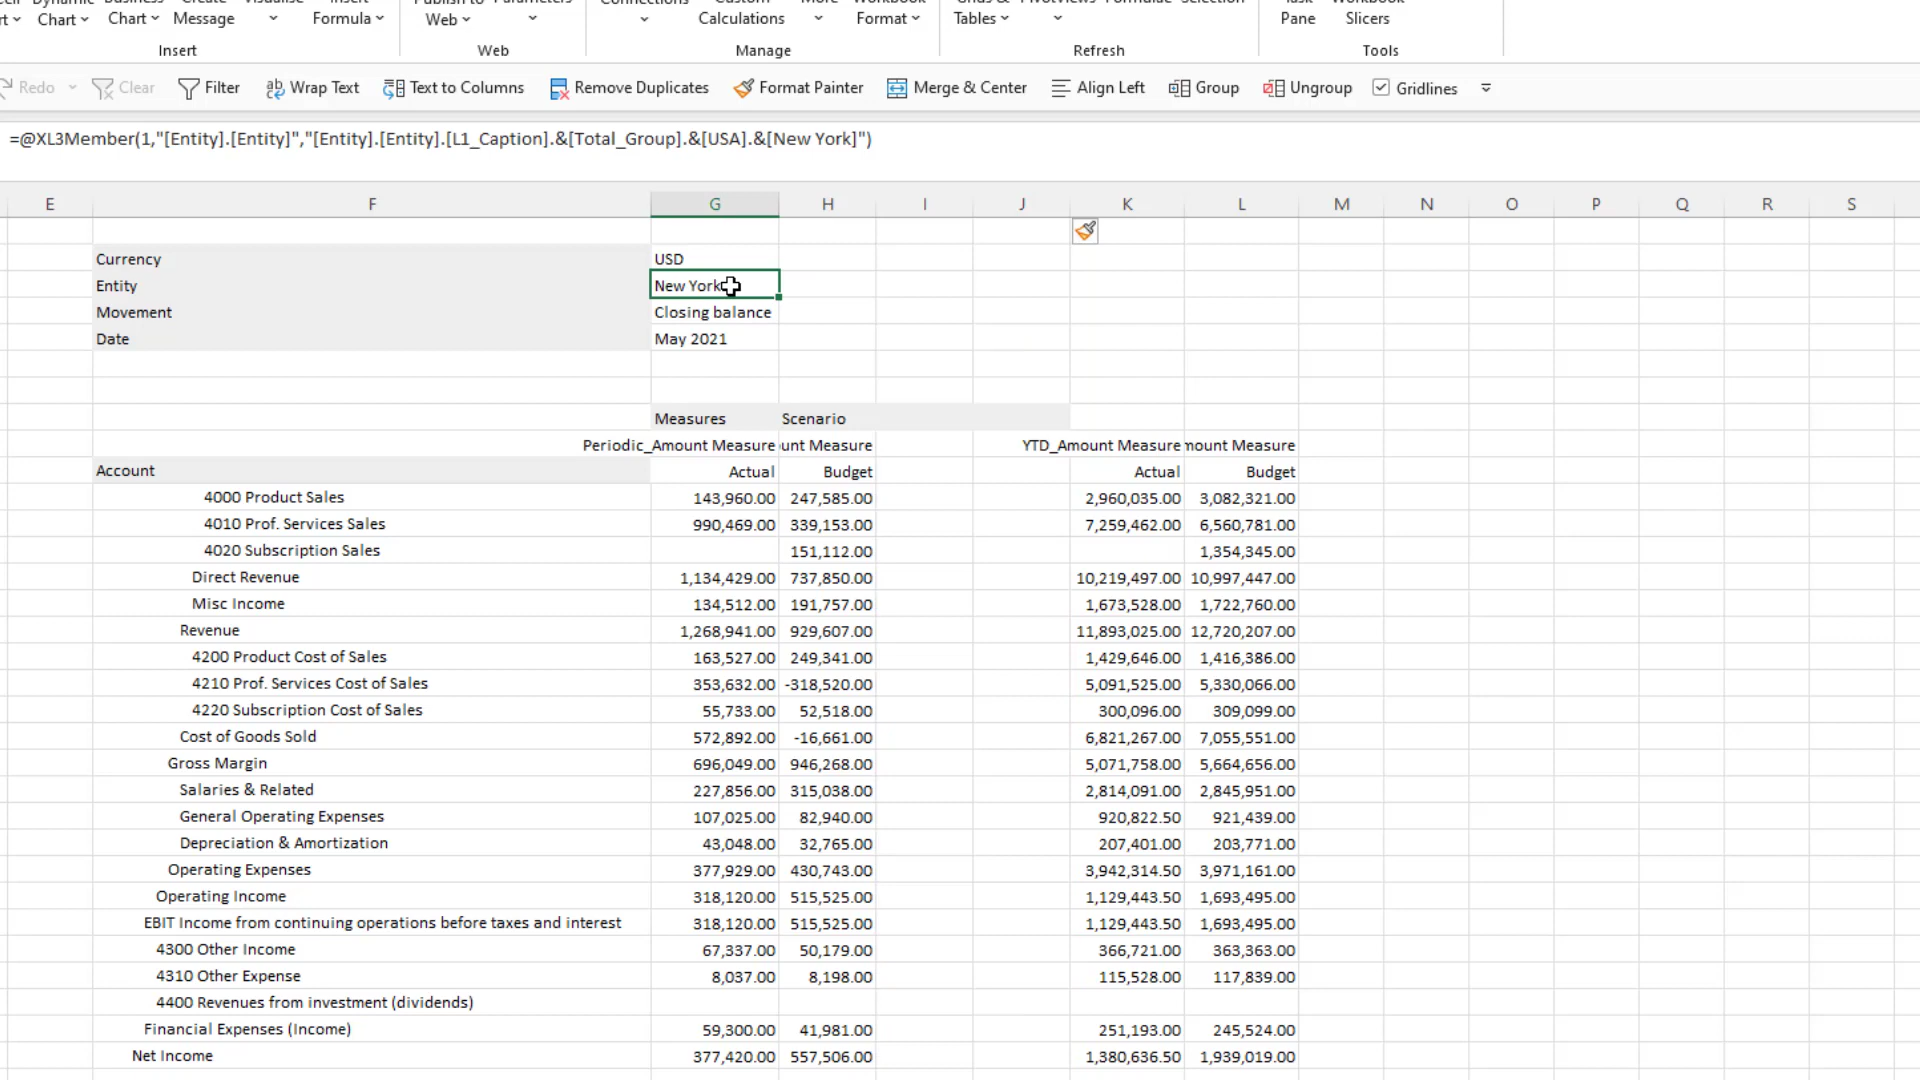 Chart Chart Message Formula Web Calculations Format Tables Pane Slicers
Insert Web Manage Refresh Tools
Redo Clear Filter Wrap Text Text to Columns Remove Duplicates Format Painter Merge & Center Align Left Group Ungroup Gridlines
=@XL3Member(1,"[Entity].[Entity]","[Entity].[Entity].[L1_Caption].&[Total_Group].&[USA].&[New York]")
E F G H I J K L M N O P Q R S
Currency USD
Entity New York
Movement Closing balance
Date May 2021
Measures Scenario
Periodic_Amount Measure ount Measure YTD_Amount Measure mount Measure
Account Actual Budget Actual Budget
4000 Product Sales 143,960.00 247,585.00 2,960,035.00 3,082,321.00
4010 Prof. Services Sales 990,469.00 339,153.00 7,259,462.00 6,560,781.00
4020 Subscription Sales 151,112.00 1,354,345.00
Direct Revenue 1,134,429.00 737,850.00 10,219,497.00 10,997,447.00
Misc Income 134,512.00 191,757.00 1,673,528.00 1,722,760.00
Revenue 1,268,941.00 929,607.00 11,893,025.00 12,720,207.00
4200 Product Cost of Sales 163,527.00 249,341.00 1,429,646.00 1,416,386.00
4210 Prof. Services Cost of Sales 353,632.00 -318,520.00 5,091,525.00 5,330,066.00
4220 Subscription Cost of Sales 55,733.00 52,518.00 300,096.00 309,099.00
Cost of Goods Sold 572,892.00 -16,661.00 6,821,267.00 7,055,551.00
Gross Margin 696,049.00 946,268.00 5,071,758.00 5,664,656.00
Salaries & Related 227,856.00 315,038.00 2,814,091.00 2,845,951.00
General Operating Expenses 107,025.00 82,940.00 920,822.50 921,439.00
Depreciation & Amortization 43,048.00 32,765.00 207,401.00 203,771.00
Operating Expenses 377,929.00 430,743.00 3,942,314.50 3,971,161.00
Operating Income 318,120.00 515,525.00 1,129,443.50 1,693,495.00
EBIT Income from continuing operations before taxes and interest 318,120.00 515,525.00 1,129,443.50 1,693,495.00
4300 Other Income 67,337.00 50,179.00 366,721.00 363,363.00
4310 Other Expense 8,037.00 8,198.00 115,528.00 117,839.00
4400 Revenues from investment (dividends)
Financial Expenses (Income) 59,300.00 41,981.00 251,193.00 245,524.00
Net Income 377,420.00 557,506.00 1,380,636.50 1,939,019.00